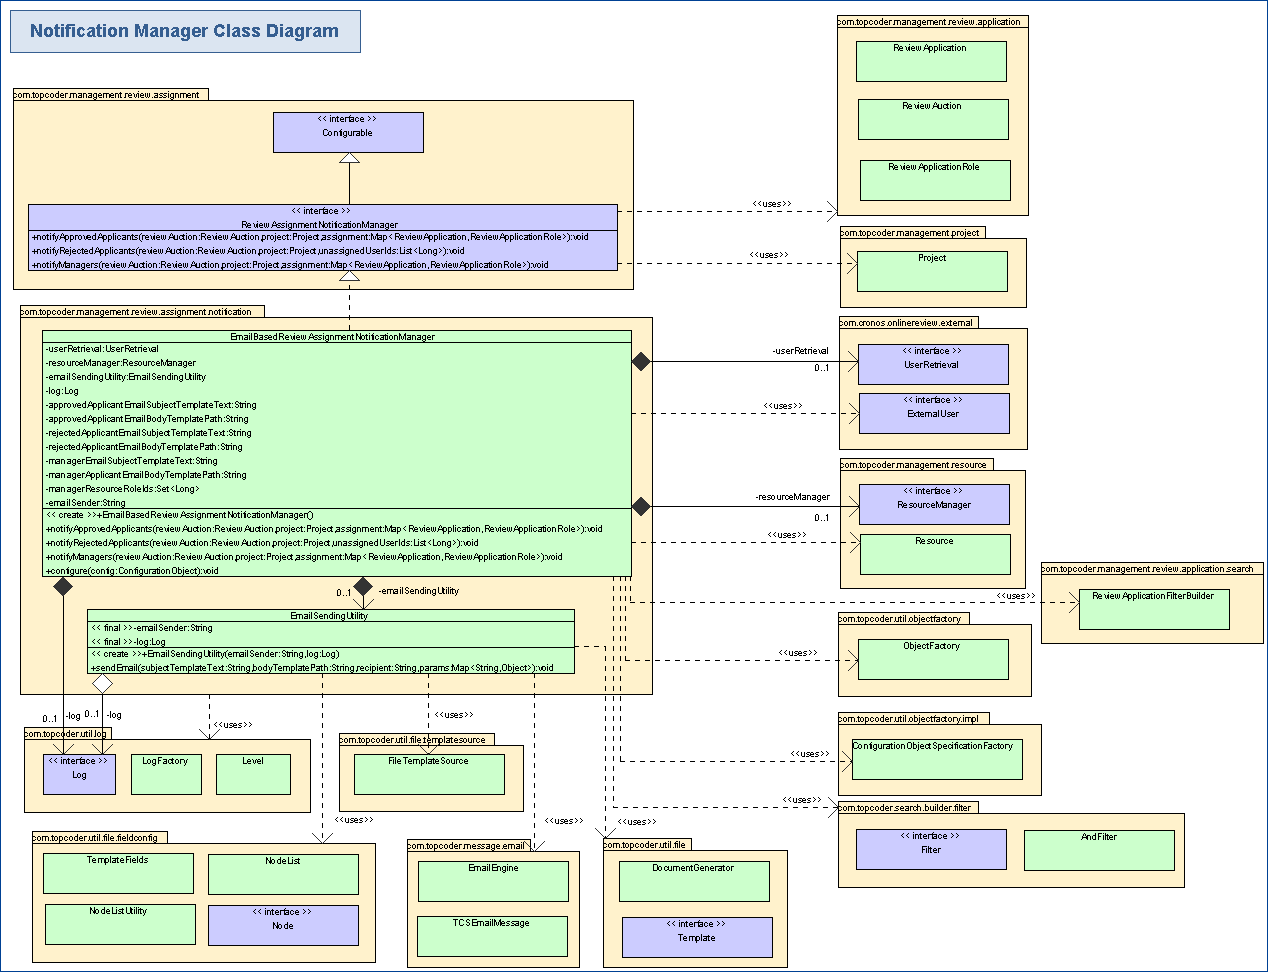 Notification Manager Class Diagram
com.topcoder.management.review.application
ReviewApplication
ReviewAuction
ReviewApplicationRole
com.topcoder.management.review.assignment
<< interface >>
Configurable
<< interface >>
ReviewAssignmentNotificationManager
+notifyApprovedApplicants(reviewAuction:ReviewAuction,project:Project,assignment:Map<ReviewApplication,ReviewApplicationRole>):void
+notifyRejectedApplicants(reviewAuction:ReviewAuction,project:Project,unassignedUserIds:List<Long>):void
+notifyManagers(reviewAuction:ReviewAuction,project:Project,assignment:Map<ReviewApplication,ReviewApplicationRole>):void
<<uses>>
<<uses>>
com.topcoder.management.project
Project
com.topcoder.management.review.assignment.notification
EmailBasedReviewAssignmentNotificationManager
-userRetrieval:UserRetrieval
-resourceManager:ResourceManager
-emailSendingUtility:EmailSendingUtility
-log:Log
-approvedApplicantEmailSubjectTemplateText:String
-approvedApplicantEmailBodyTemplatePath:String
-rejectedApplicantEmailSubjectTemplateText:String
-rejectedApplicantEmailBodyTemplatePath:String
-managerEmailSubjectTemplateText:String
-managerApplicantEmailBodyTemplatePath:String
-managerResourceRoleIds:Set<Long>
-emailSender:String
<< create >>+EmailBasedReviewAssignmentNotificationManager()
+notifyApprovedApplicants(reviewAuction:ReviewAuction,project:Project,assignment:Map<ReviewApplication,ReviewApplicationRole>):void
+notifyRejectedApplicants(reviewAuction:ReviewAuction,project:Project,unassignedUserIds:List<Long>):void
+notifyManagers(reviewAuction:ReviewAuction,project:Project,assignment:Map<ReviewApplication,ReviewApplicationRole>):void
+configure(config:ConfigurationObject):void
com.cronos.onlinereview.external
<< interface >>
UserRetrieval
<< interface >>
ExternalUser
-userRetrieval
0..1
<<uses>>
com.topcoder.management.resource
<< interface >>
ResourceManager
Resource
-resourceManager
0..1
<<uses>>
com.topcoder.management.review.application.search
ReviewApplicationFilterBuilder
<<uses>>
0..1
-emailSendingUtility
EmailSendingUtility
<< final >>-emailSender:String
<< final >>-log:Log
<< create >>+EmailSendingUtility(emailSender:String,log:Log)
+sendEmail(subjectTemplateText:String,bodyTemplatePath:String,recipient:String,params:Map<String,Object>):void
com.topcoder.util.objectfactory
ObjectFactory
<<uses>>
com.topcoder.util.objectfactory.impl
ConfigurationObjectSpecificationFactory
<<uses>>
0..1
-log
0..1
-log
<<uses>>
<<uses>>
com.topcoder.util.log
<< interface >>
Log
LogFactory
Level
com.topcoder.util.file.templatesource
FileTemplateSource
<<uses>>
com.topcoder.search.builder.filter
<< interface >>
Filter
AndFilter
<<uses>>
<<uses>>
<<uses>>
com.topcoder.util.file.fieldconfig
TemplateFields
NodeList
NodeListUtility
<< interface >>
Node
com.topcoder.message.email
EmailEngine
TCSEmailMessage
com.topcoder.util.file
DocumentGenerator
<< interface >>
Template